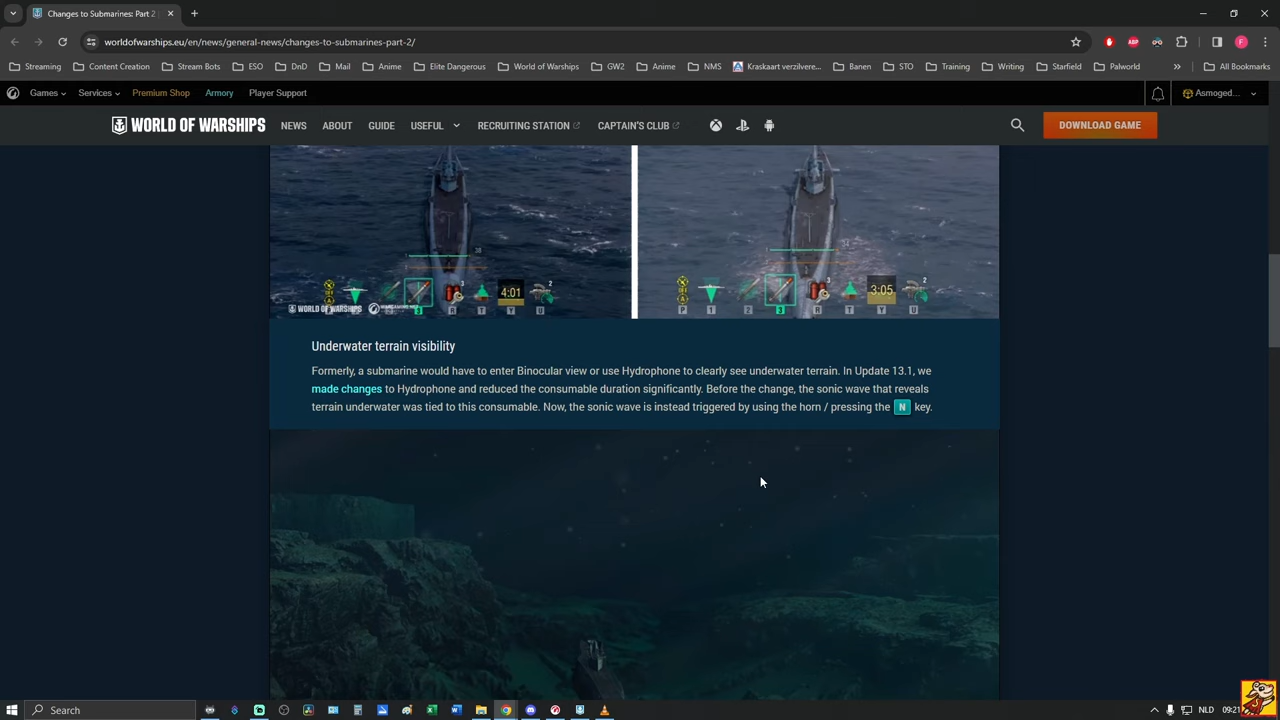 Changes to Submarines: Part 2
worldofwarships.eu/en/news/general-news/changes-to-submarines-part-2/
Streaming Content Creation Stream Bots ESO DnD Mail Anime Elite Dangerous World of Warships GW2 Anime NMS Kraskaart verzilvere... Banen STO Training Writing Starfield Palworld » All Bookmarks
Games Services Premium Shop Armory Player Support Asmoged...
WORLD OF WARSHIPS NEWS ABOUT GUIDE USEFUL RECRUITING STATION CAPTAIN'S CLUB DOWNLOAD GAME
4:01 3:05
WORLD OF WARSHIPS
3 R T Y U P 1 2 3 R T Y U
Underwater terrain visibility
Formerly, a submarine would have to enter Binocular view or use Hydrophone to clearly see underwater terrain. In Update 13.1, we
made changes to Hydrophone and reduced the consumable duration significantly. Before the change, the sonic wave that reveals
terrain underwater was tied to this consumable. Now, the sonic wave is instead triggered by using the horn / pressing the N key.
Search NLD 09:21